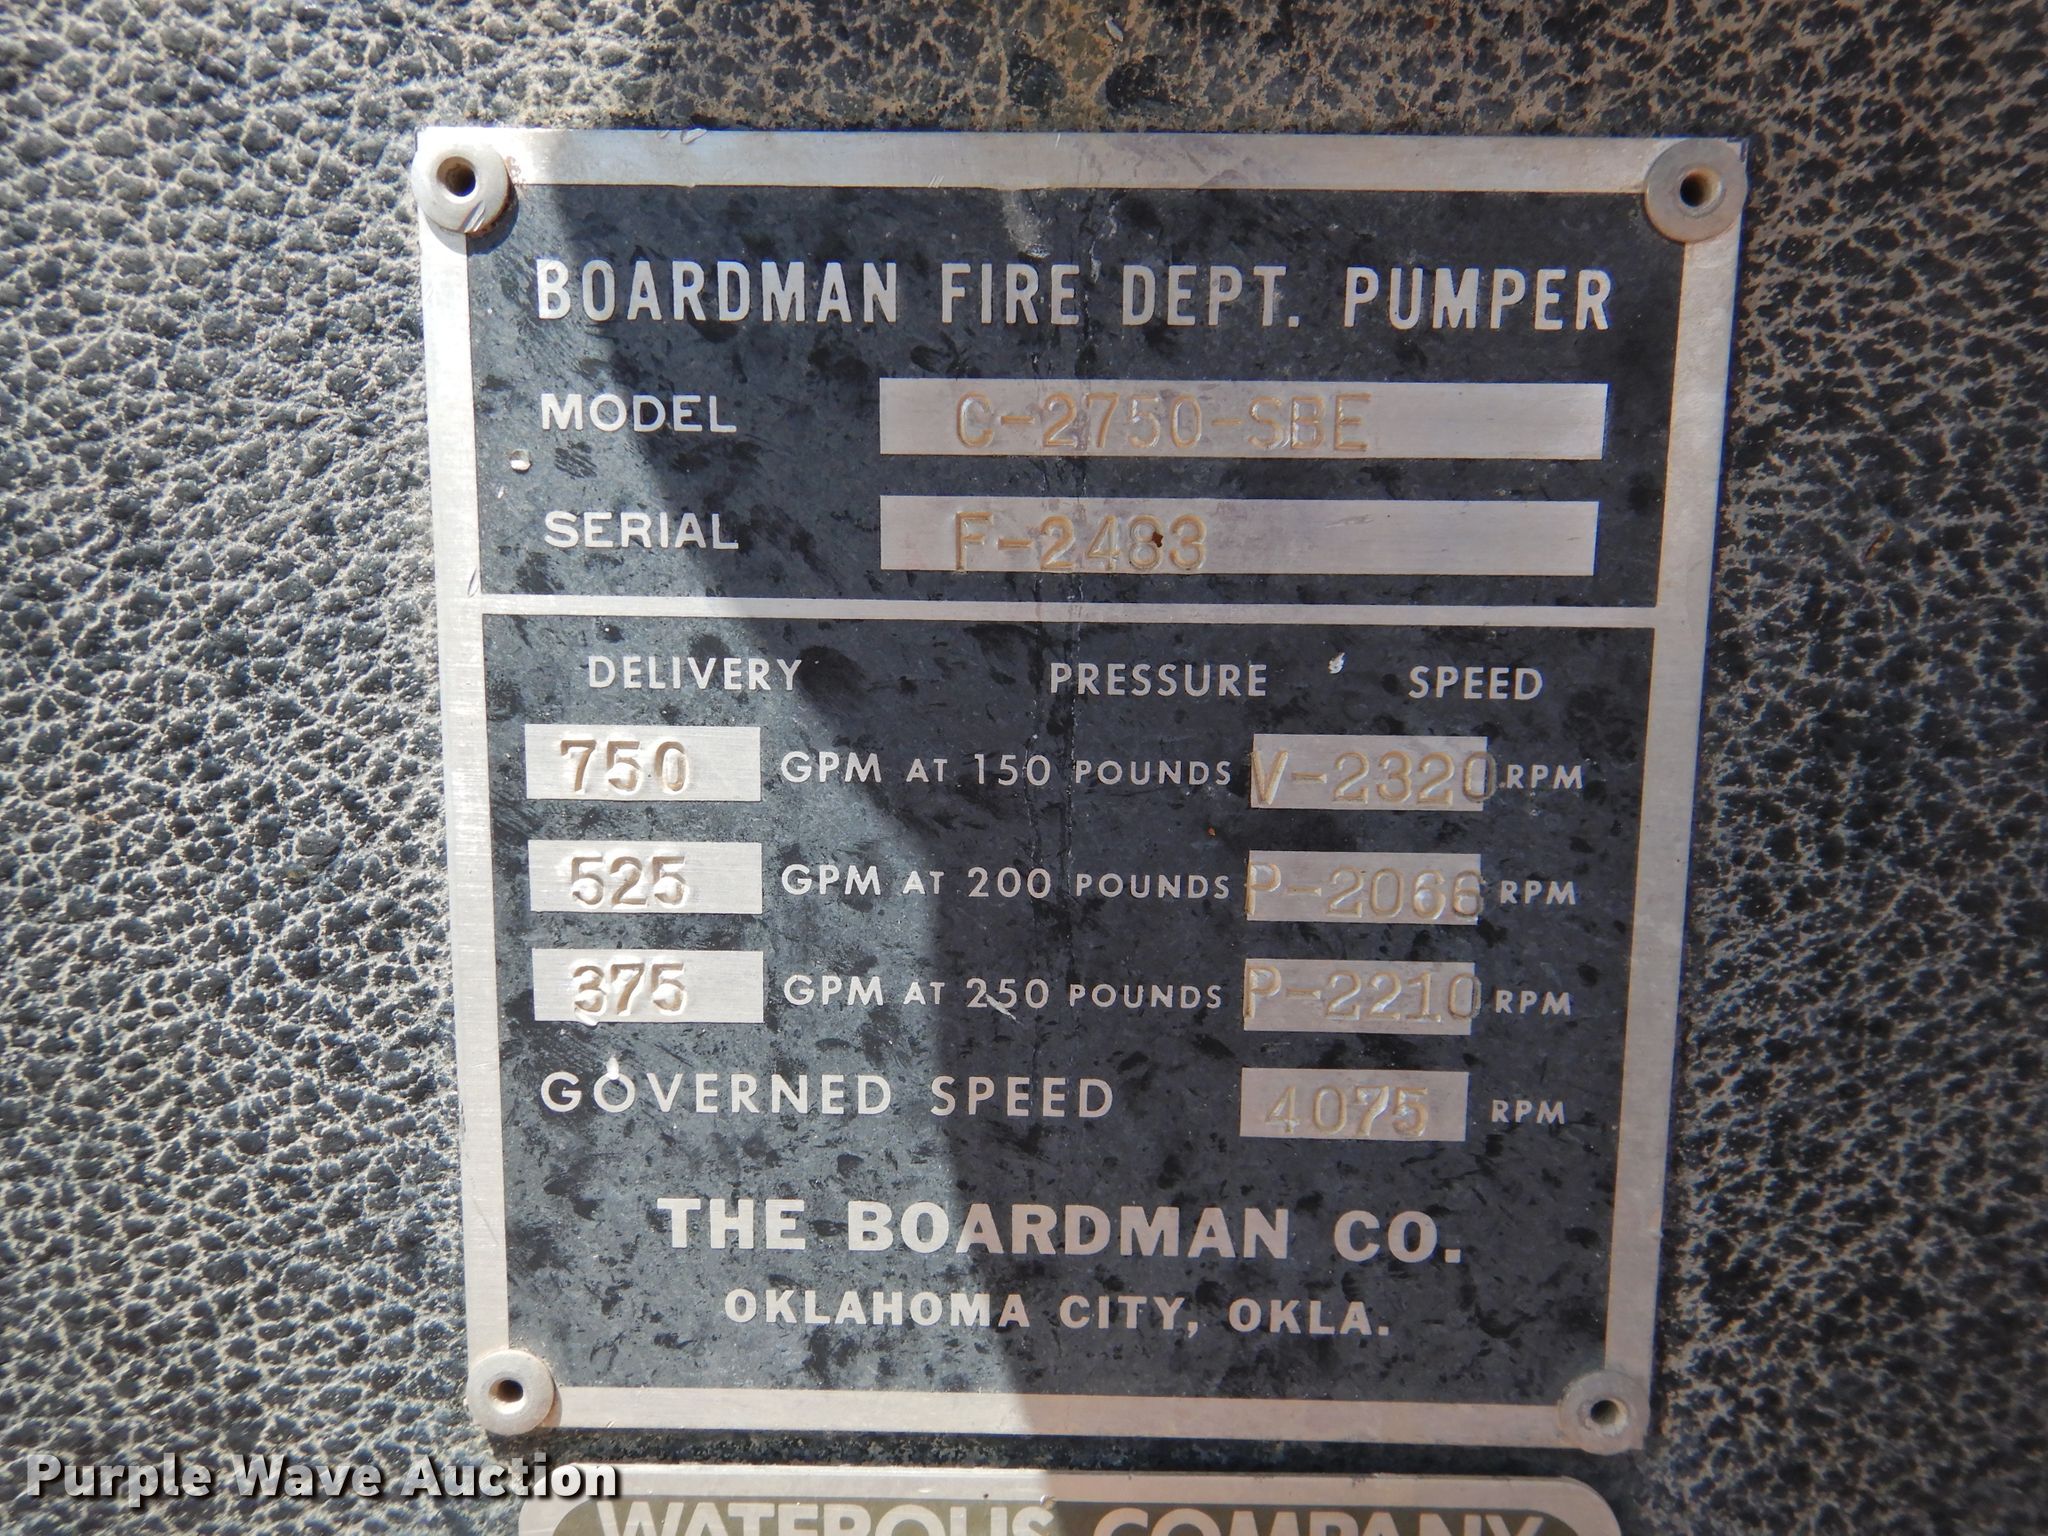 BOARDMAN FIRE DEPT. PUMPER
MODEL C-2750-SBE
SERIAL F-2483
DELIVERY PRESSURE SPEED
750 GPM AT 150 POUNDS V-2320 RPM
525 GPM AT 200 POUNDS P-2066 RPM
375 GPM AT 250 POUNDS P-2210 RPM
GOVERNED SPEED 4075 RPM
THE BOARDMAN CO.
OKLAHOMA CITY, OKLA.
Purple Wave Auction
WATEROUS COMPANY